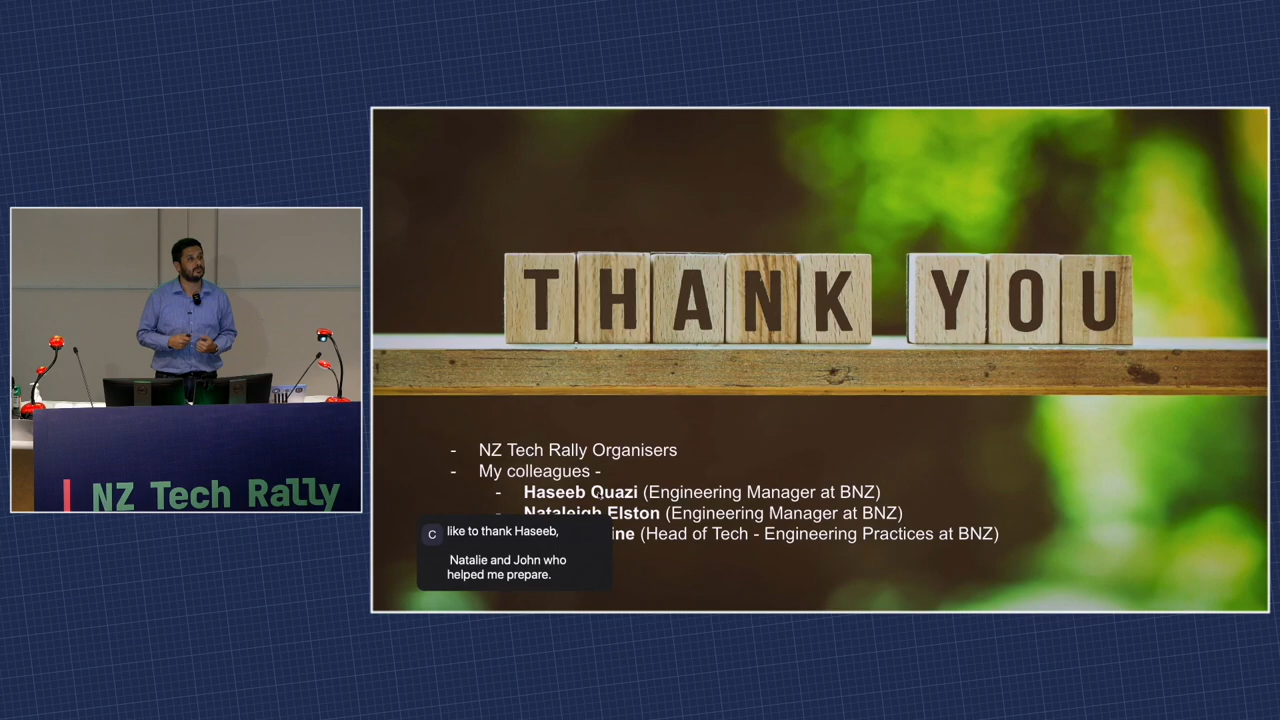 THANK YOU
- NZ Tech Rally Organisers
- My colleagues -
- Haseeb Quazi (Engineering Manager at BNZ)
- Nataleigh Elston (Engineering Manager at BNZ)
ine (Head of Tech - Engineering Practices at BNZ)
C
like to thank Haseeb,
Natalie and John who
helped me prepare.
NZ Tech Rally